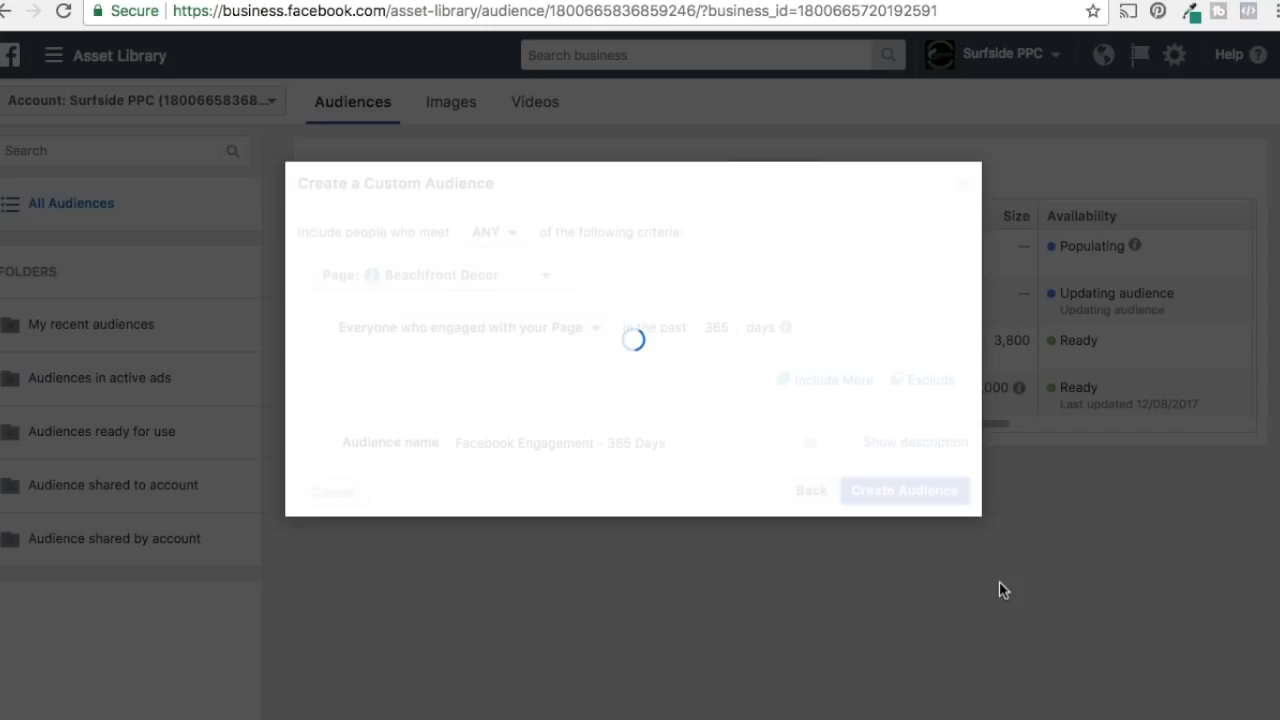 Secure https://business.facebook.com/asset-library/audience/1800665836859246/?business_id=1800665720192591
Asset Library
Search business
Surfside PPC
Help
Account: Surfside PPC (18006658368...
Audiences Images Videos
Search
All Audiences
FOLDERS
My recent audiences
Audiences in active ads
Audiences ready for use
Audience shared to account
Audience shared by account
Create a Custom Audience
Include people who meet ANY of the following criteria:
Page: Beachfront Decor
Everyone who engaged with your Page in the past 365 days
Include More Exclude
Audience name Facebook Engagement - 365 Days Show description
Cancel Back Create Audience
Size Availability
— Populating
— Updating audience
Updating audience
3,800 Ready
,000 Ready
Last updated 12/08/2017